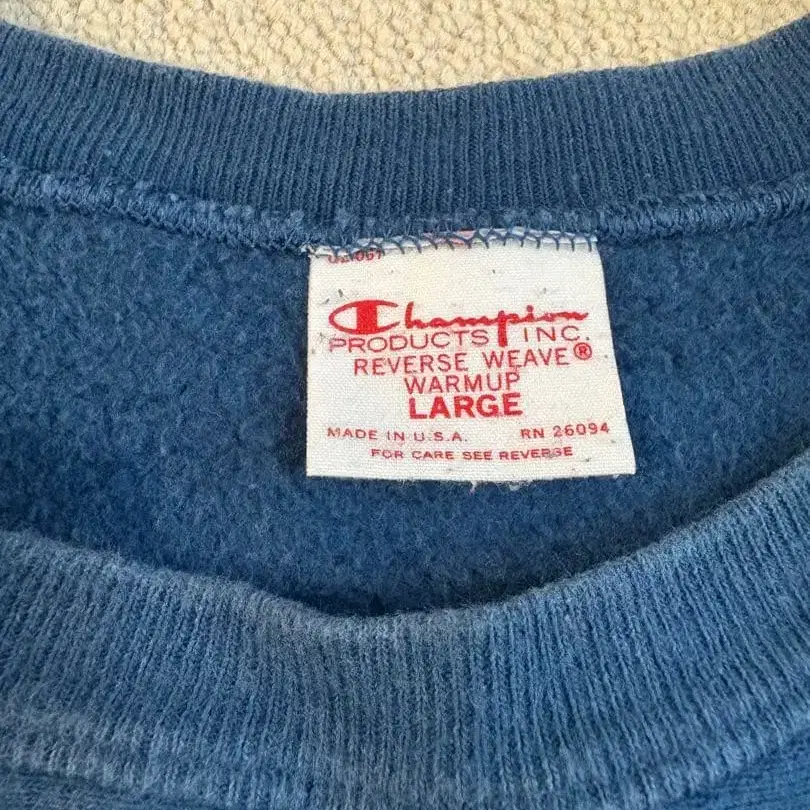 Champion
PRODUCTS INC.
REVERSE WEAVE®
WARMUP
LARGE
MADE IN U.S.A. RN 26094
FOR CARE SEE REVERSE